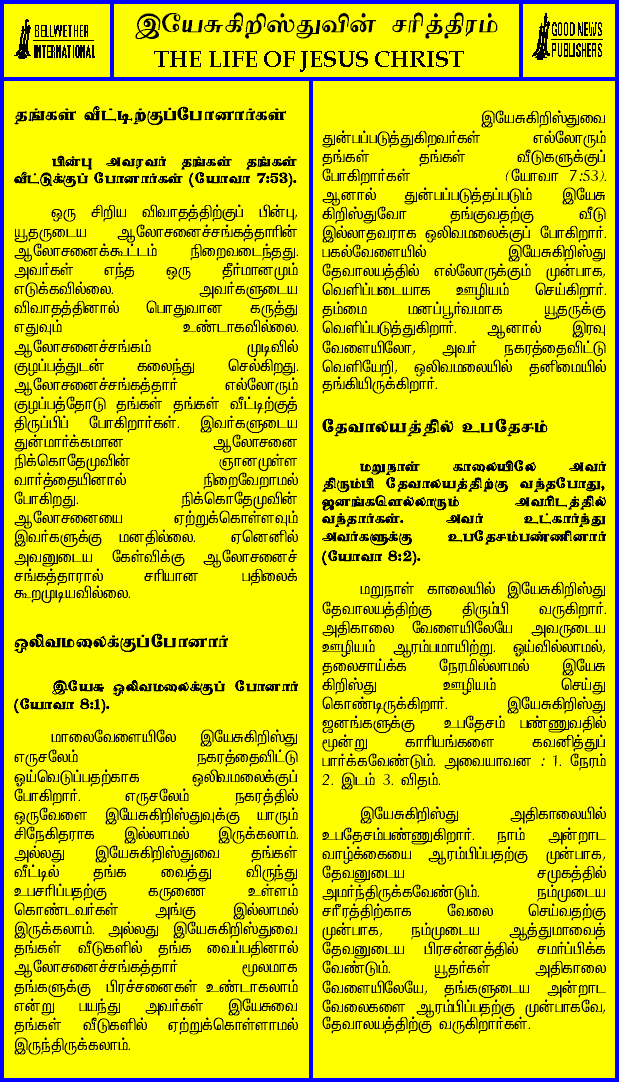 BELLWETHER
INTERNATIONAL
இயேசுகிறிஸ்துவின் சரித்திரம்
THE LIFE OF JESUS CHRIST
GOOD NEWS
PUBLISHERS
தங்கள் வீட்டிற்குப்போனார்கள்
பின்பு அவரவர் தங்கள் தங்கள்
வீட்டுக்குப் போனார்கள் (யோவா 7:53).
ஒரு சிறிய விவாதத்திற்குப் பின்பு,
யூதருடைய ஆலோசனைச்சங்கத்தாரின்
ஆலோசனைக்கூட்டம் நிறைவடைந்தது.
அவர்கள் எந்த ஒரு தீர்மானமும்
எடுக்கவில்லை. அவர்களுடைய
விவாதத்தினால் பொதுவான கருத்து
எதுவும் உண்டாகவில்லை.
ஆலோசனைச்சங்கம் முடிவில்
குழப்பத்துடன் கலைந்து செல்கிறது.
ஆலோசனைச்சங்கத்தார் எல்லோரும்
குழப்பத்தோடு தங்கள் தங்கள் வீட்டிற்குத்
திருப்பிப் போகிறார்கள். இவர்களுடைய
துன்மார்க்கமான ஆலோசனை
நிக்கொதேமுவின் ஞானமுள்ள
வார்த்தையினால் நிறைவேறாமல்
போகிறது. நிக்கொதேமுவின்
ஆலோசனையை ஏற்றுக்கொள்ளவும்
இவர்களுக்கு மனதில்லை. ஏனெனில்
அவனுடைய கேள்விக்கு ஆலோசனைச்
சங்கத்தாரால் சரியான பதிலைக்
கூறமுடியவில்லை.
ஒலிவமலைக்குப்போனார்
இயேசு ஒலிவமலைக்குப் போனார்
(யோவா 8:1).
மாலைவேளையிலே இயேசுகிறிஸ்து
எருசலேம் நகரத்தைவிட்டு
ஓய்வெடுப்பதற்காக ஒலிவமலைக்குப்
போகிறார். எருசலேம் நகரத்தில்
ஒருவேளை இயேசுகிறிஸ்துவுக்கு யாரும்
சிநேகிதராக இல்லாமல் இருக்கலாம்.
அல்லது இயேசுகிறிஸ்துவை தங்கள்
வீட்டில் தங்க வைத்து விருந்து
உபசரிப்பதற்கு கருணை உள்ளம்
கொண்டவர்கள் அங்கு இல்லாமல்
இருக்கலாம். அல்லது இயேசுகிறிஸ்துவை
தங்கள் வீடுகளில் தங்க வைப்பதினால்
ஆலோசனைச்சங்கத்தார் மூலமாக
தங்களுக்கு பிரச்சனைகள் உண்டாகலாம்
என்று பயந்து அவர்கள் இயேசுவை
தங்கள் வீடுகளில் ஏற்றுக்கொள்ளாமல்
இருந்திருக்கலாம்.
இயேசுகிறிஸ்துவை
துன்பப்படுத்துகிறவர்கள் எல்லோரும்
தங்கள் தங்கள் வீடுகளுக்குப்
போகிறார்கள் (யோவா 7:53).
ஆனால் துன்பப்படுத்தப்படும் இயேசு
கிறிஸ்துவோ தங்குவதற்கு வீடு
இல்லாதவராக ஒலிவமலைக்குப் போகிறார்.
பகல்வேளையில் இயேசுகிறிஸ்து
தேவாலயத்தில் எல்லோருக்கும் முன்பாக,
வெளிப்படையாக ஊழியம் செய்கிறார்.
தம்மை மனப்பூர்வமாக யூதருக்கு
வெளிப்படுத்துகிறார். ஆனால் இரவு
வேளையிலோ, அவர் நகரத்தைவிட்டு
வெளியேறி, ஒலிவமலையில் தனிமையில்
தங்கியிருக்கிறார்.
தேவாலயத்தில் உபதேசம்
மறுநாள் காலையிலே அவர்
திரும்பி தேவாலயத்திற்கு வந்தபோது,
ஜனங்களெல்லாரும் அவரிடத்தில்
வந்தார்கள். அவர் உட்கார்ந்து
அவர்களுக்கு உபதேசம்பண்ணினார்
(யோவா 8:2).
மறுநாள் காலையில் இயேசுகிறிஸ்து
தேவாலயத்திற்கு திரும்பி வருகிறார்.
அதிகாலை வேளையிலேயே அவருடைய
ஊழியம் ஆரம்பமாயிற்று. ஓய்வில்லாமல்,
தலைசாய்க்க நேரமில்லாமல் இயேசு
கிறிஸ்து ஊழியம் செய்து
கொண்டிருக்கிறார். இயேசுகிறிஸ்து
ஜனங்களுக்கு உபதேசம் பண்ணுவதில்
மூன்று காரியங்களை கவனித்துப்
பார்க்கவேண்டும். அவையாவன : 1. நேரம்
2. இடம் 3. விதம்.
இயேசுகிறிஸ்து அதிகாலையில்
உபதேசம்பண்ணுகிறார். நாம் அன்றாட
வாழ்க்கையை ஆரம்பிப்பதற்கு முன்பாக,
தேவனுடைய சமுகத்தில்
அமர்ந்திருக்கவேண்டும். நம்முடைய
சரீரத்திற்காக வேலை செய்வதற்கு
முன்பாக, நம்முடைய ஆத்துமாவைத்
தேவனுடைய பிரசன்னத்தில் சமர்ப்பிக்க
வேண்டும். யூதர்கள் அதிகாலை
வேளையிலேயே, தங்களுடைய அன்றாட
வேலைகளை ஆரம்பிப்பதற்கு முன்பாகவே,
தேவாலயத்திற்கு வருகிறார்கள்.